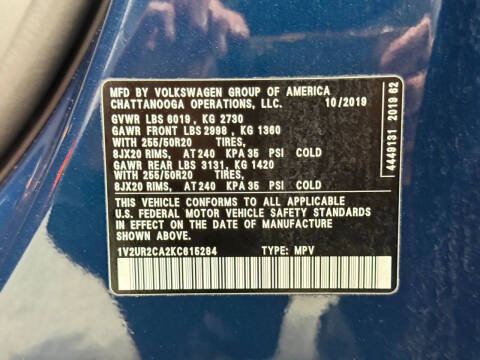 MFD BY VOLKSWAGEN GROUP OF AMERICA
CHATTANOOGA OPERATIONS, LLC. 10/2019
GVWR LBS 6019, KG 2730
GAWR FRONT LBS 2998, KG 1360
WITH 255/50R20 TIRES,
8JX20 RIMS, AT 240 KPA 35 PSI COLD
GAWR REAR LBS 3131, KG 1420
WITH 255/50R20 TIRES,
8JX20 RIMS, AT 240 KPA 35 PSI COLD
THIS VEHICLE CONFORMS TO ALL APPLICABLE
U.S. FEDERAL MOTOR VEHICLE SAFETY STANDARDS
IN EFFECT ON THE DATE OF MANUFACTURE
SHOWN ABOVE
1V2UR2CA2KC615284 TYPE: MPV
4449131 2019 62